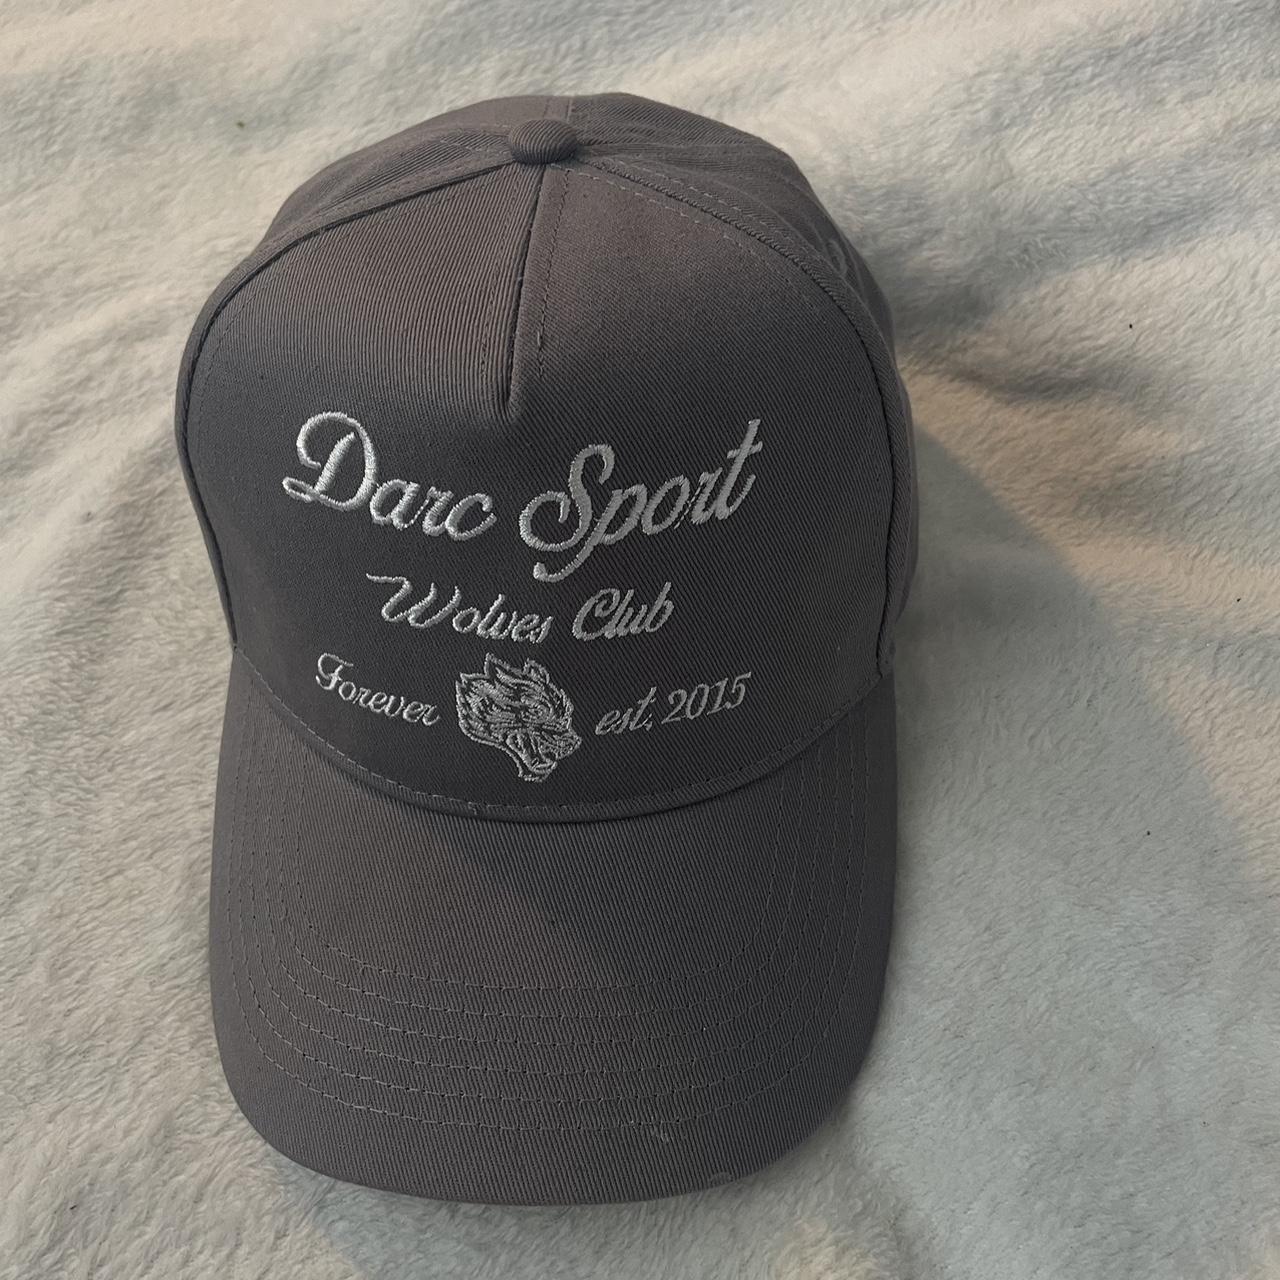 Darc Sport
Wolves Club
Forever est. 2015